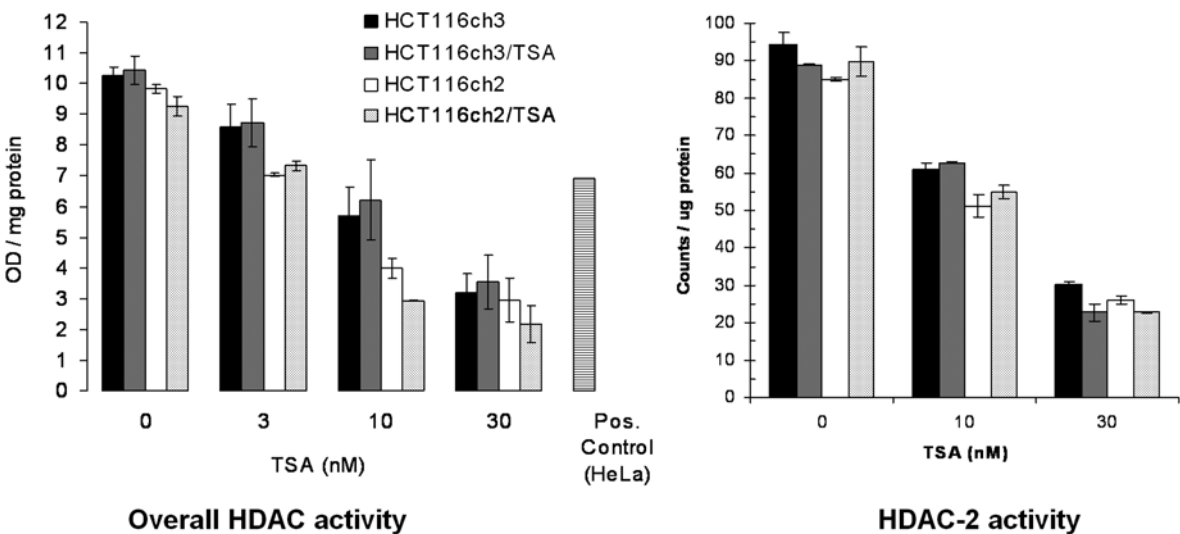 12
11
10
9
8
7
6
5
4
3
2
1
0
OD / mg protein
HCT116ch3
HCT116ch3/TSA
HCT116ch2
HCT116ch2/TSA
0 3 10 30
TSA (nM)
Pos.
Control
(HeLa)
Overall HDAC activity
100
90
80
70
60
50
40
30
20
10
0
Counts / ug protein
0 10 30
TSA (nM)
HDAC-2 activity